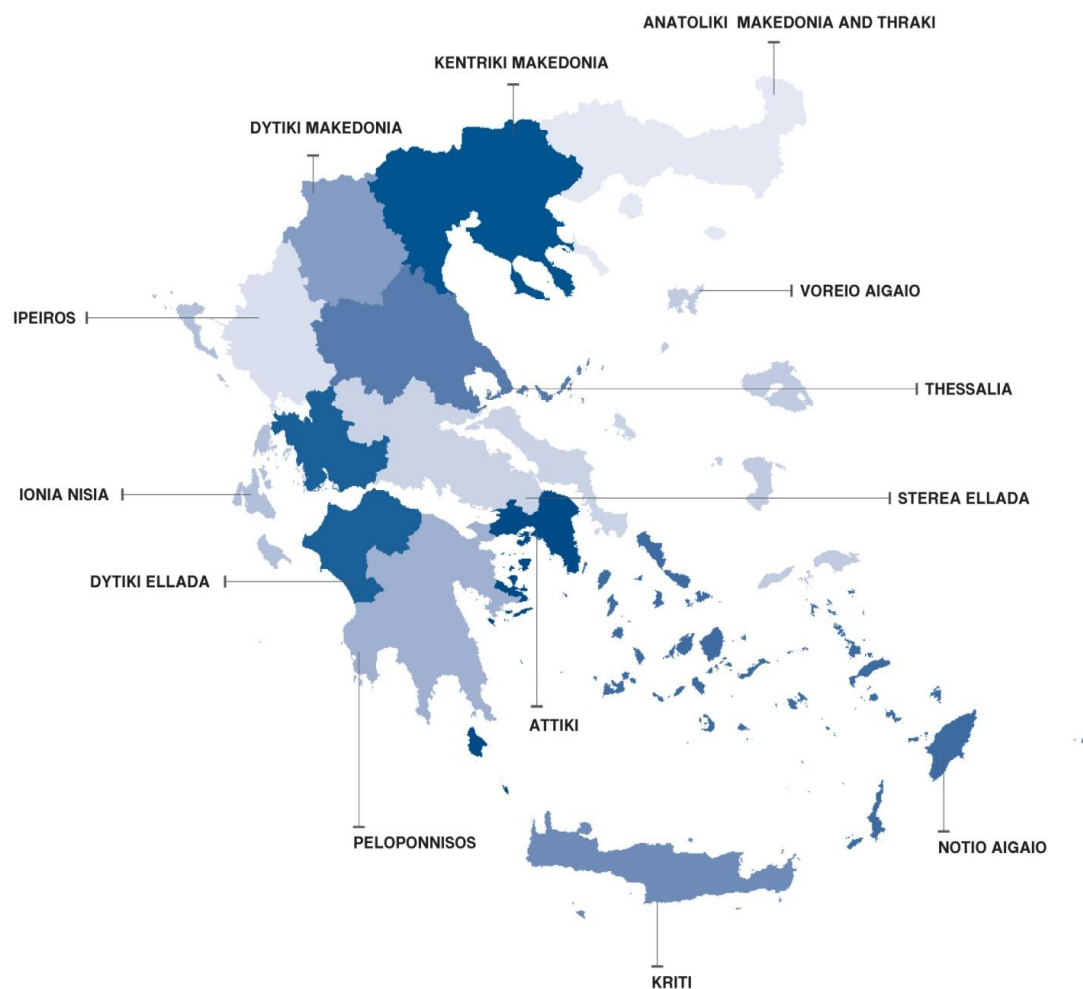 ANATOLIKI MAKEDONIA AND THRAKI
KENTRIKI MAKEDONIA
DYTIKI MAKEDONIA
VOREIO AIGAIO
IPEIROS
THESSALIA
IONIA NISIA
STEREA ELLADA
DYTIKI ELLADA
ATTIKI
PELOPONNISOS
NOTIO AIGAIO
KRITI